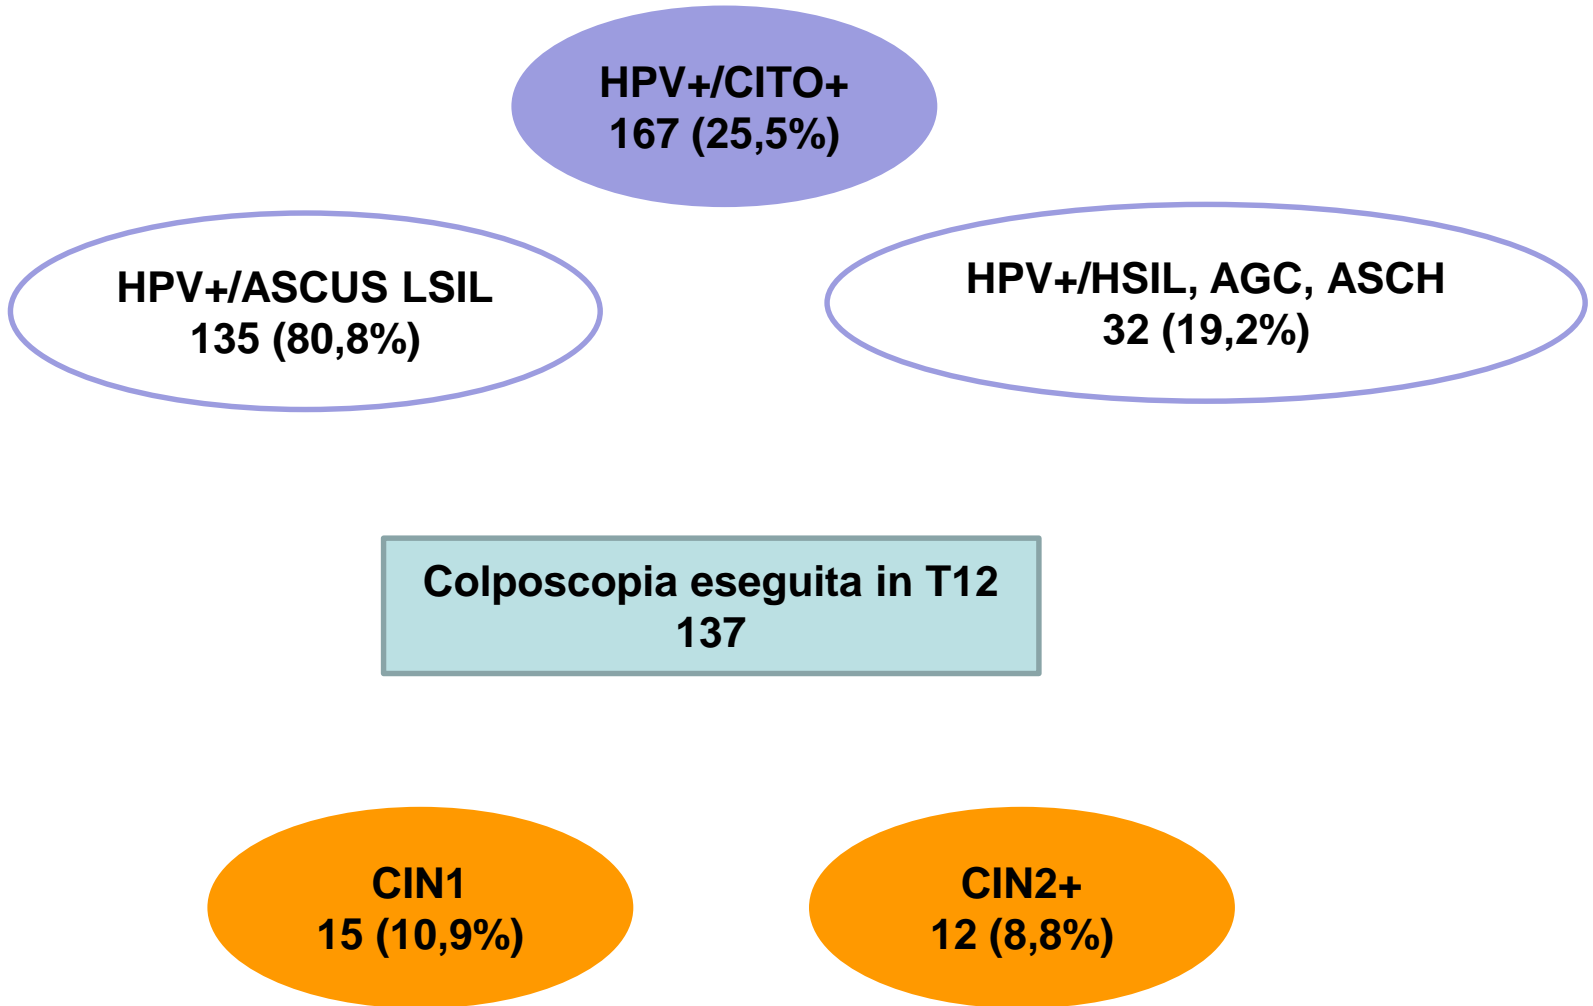 HPV+/CITO+
167 (25,5%)
HPV+/ASCUS LSIL
135 (80,8%)
HPV+/HSIL, AGC, ASCH
32 (19,2%)
Colposcopia eseguita in T12
137
CIN1
15 (10,9%)
CIN2+
12 (8,8%)